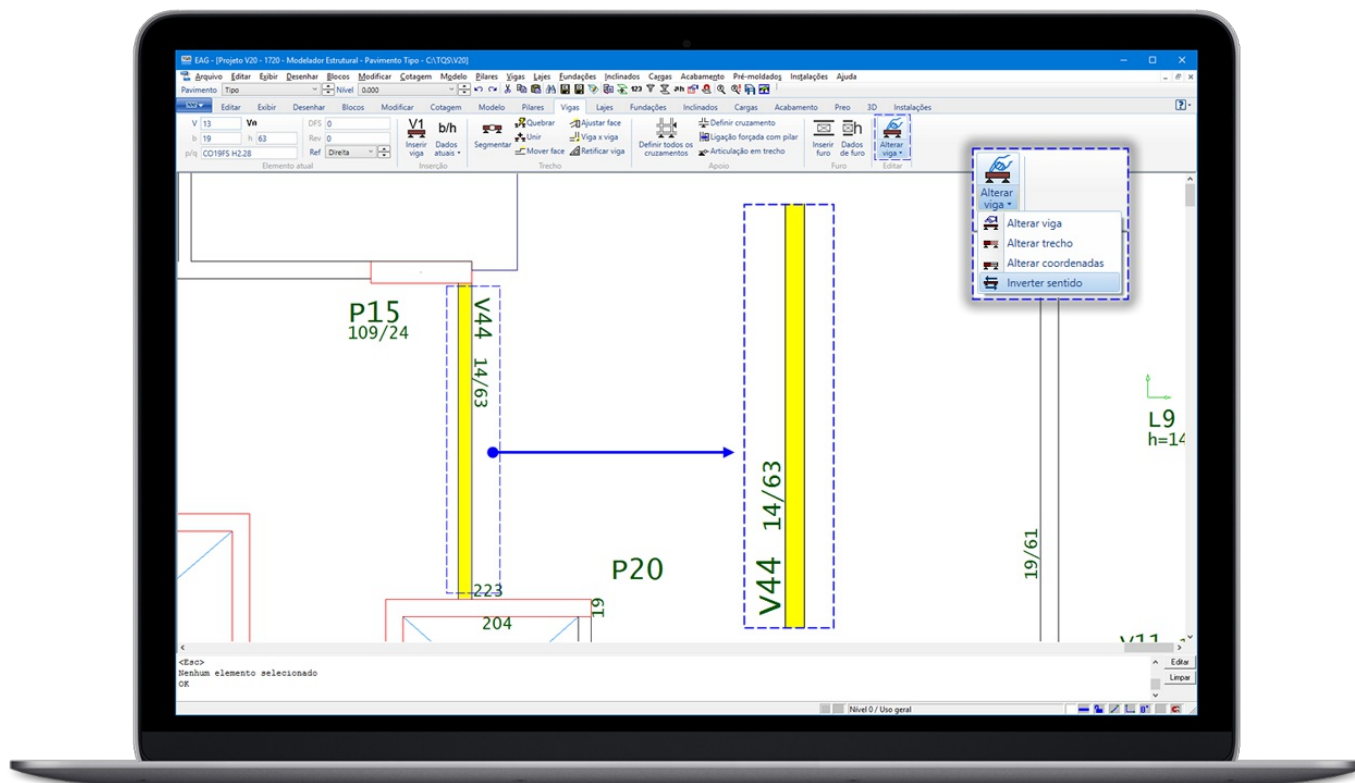 EAG - [Projeto V20 - 1720 - Modelador Estrutural - Pavimento Tipo - C:\TQS\V20]
Arquivo Editar Exibir Desenhar Blocos Modificar Cotagem Modelo Pilares Vigas Lajes Fundações Inclinados Cargas Acabamento Pré-moldados Instalações Ajuda
Pavimento Tipo Nível 0.000
Editar Exibir Desenhar Blocos Modificar Cotagem Modelo Pilares Vigas Lajes Fundações Inclinados Cargas Acabamento Preo 3D Instalações
V 13 Vn DFS 0
b 19 h 63 Rev 0
p/q CO19FS H2.28 Ref Direita
Elemento atual
V1
Inserir
viga
b/h
Dados
atuais
Inserção
Segmentar
Quebrar
Unir
Mover face
Ajustar face
Viga x viga
Retificar viga
Trecho
Definir todos os
cruzamentos
Definir cruzamento
Ligação forçada com pilar
Articulação em trecho
Apoio
Inserir
furo
Dados
de furo
Furo
Alterar
viga
Editar
Alterar
viga
Alterar viga
Alterar trecho
Alterar coordenadas
Inverter sentido
P15
109/24
V44 14/63
V44 14/63
P20
223
204
19
19/61
L9
h=14
V11
<Esc>
Nenhum elemento selecionado
OK
Editar
Limpar
Nível 0 / Uso geral